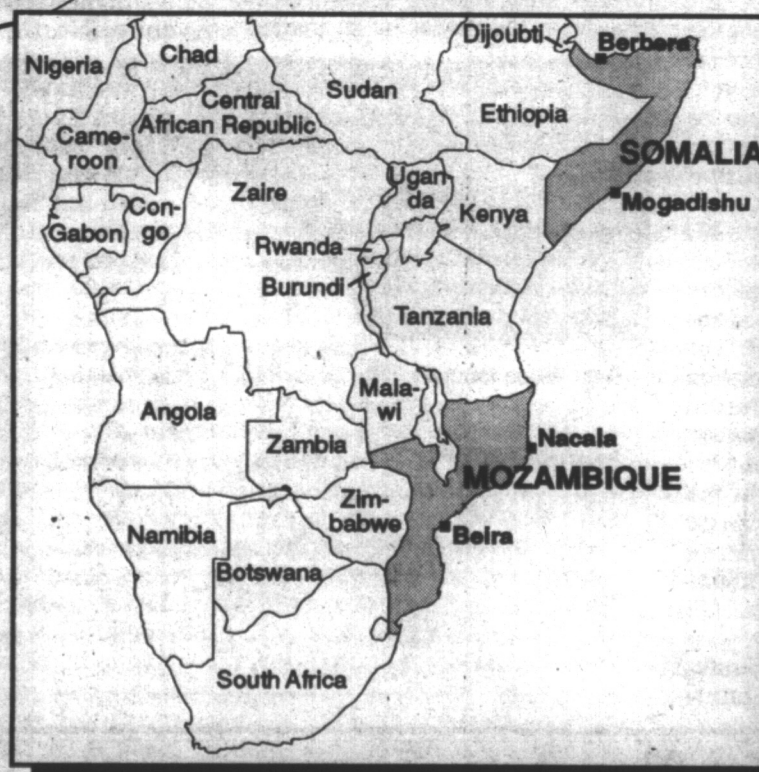 Dijoubti
Berbera
Chad
Nigeria
Sudan
Central
African Republic
Ethiopia
Came-
roon
SOMALIA
Ugan-
da
Zaire
Con-
go
Kenya
Mogadishu
Gabon
Rwanda
Burundi
Tanzania
Mala-
wi
Angola
Zambia
Nacala
MOZAMBIQUE
Zim-
babwe
Beira
Namibia
Botswana
South Africa